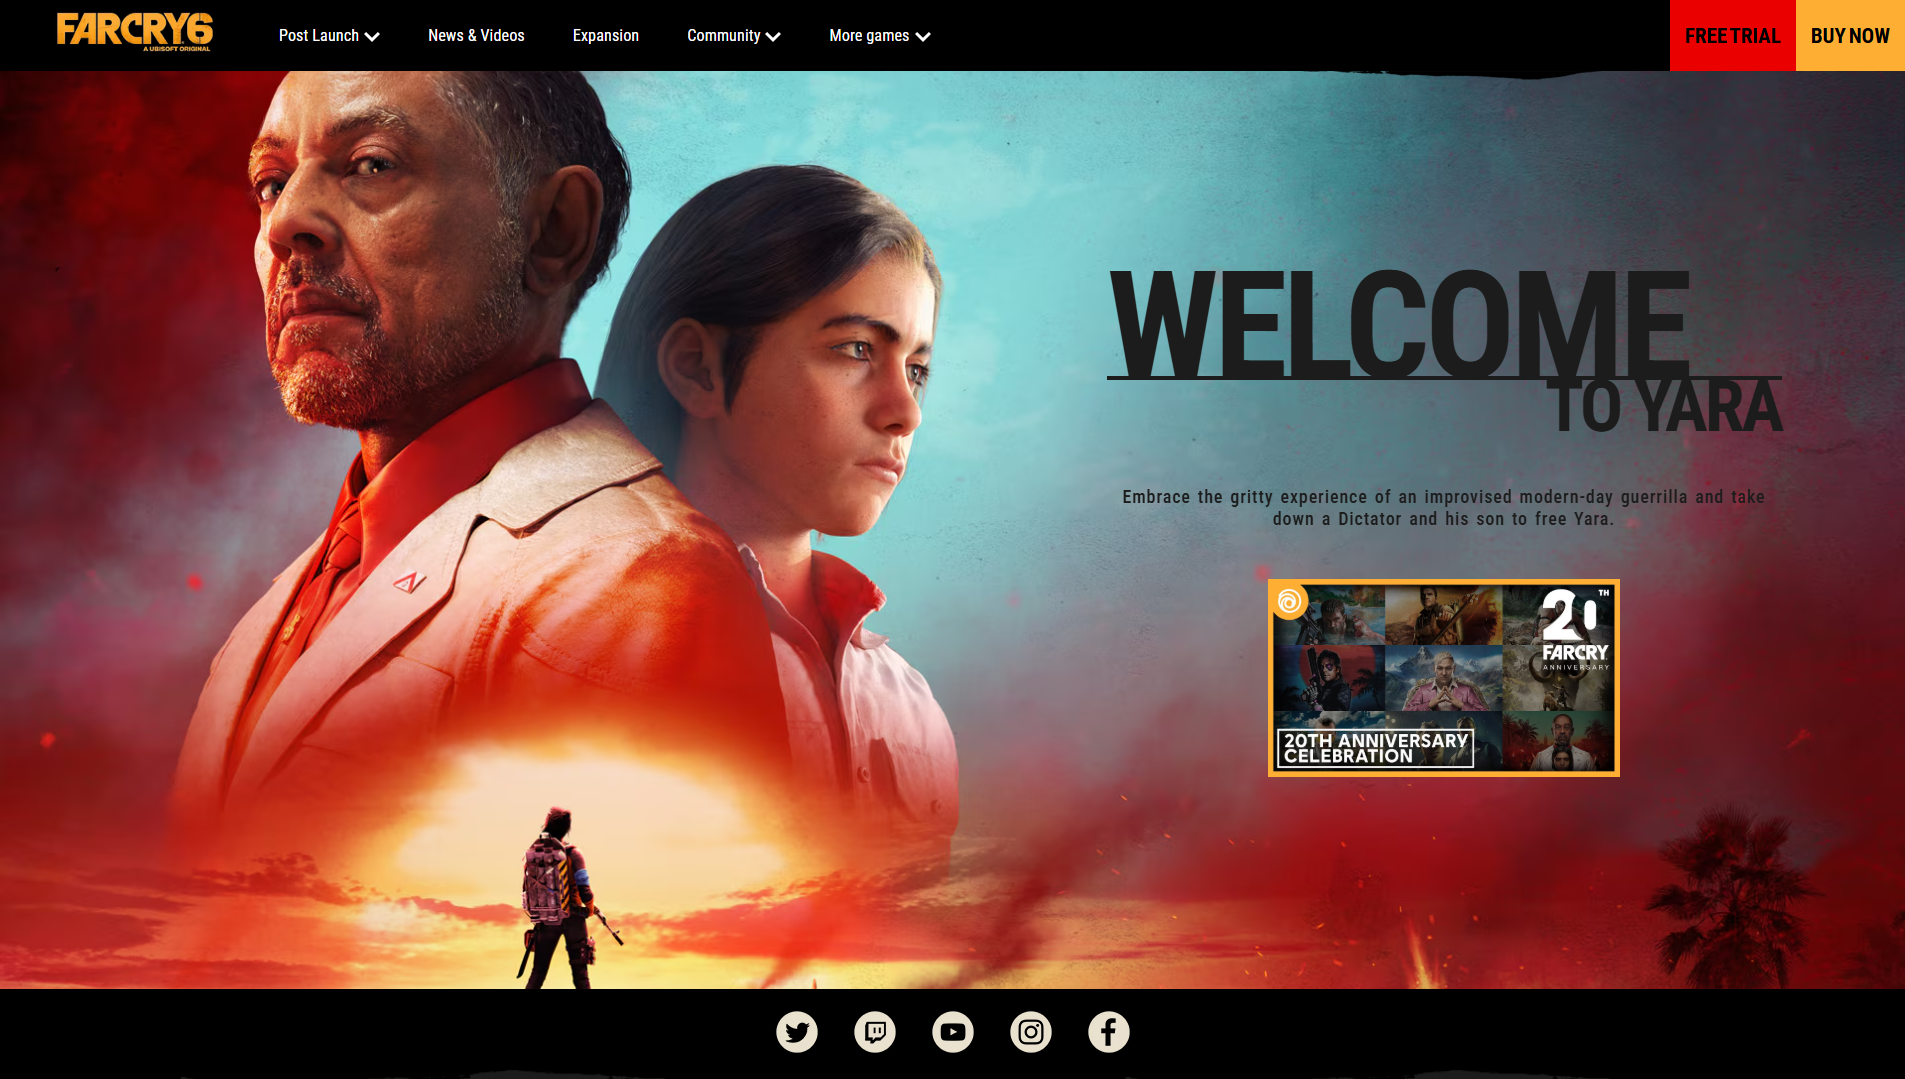 FARCRY6
A UBISOFT ORIGINAL
Post Launch
News & Videos
Expansion
Community
More games
FREE TRIAL
BUY NOW
WELCOME
TO YARA
Embrace the gritty experience of an improvised modern-day guerrilla and take
down a Dictator and his son to free Yara.
20TH
FARCRY
ANNIVERSARY
20TH ANNIVERSARY
CELEBRATION